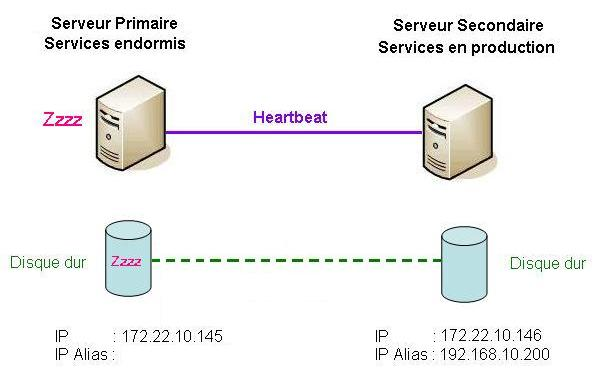 Serveur Primaire
Services endormis
Serveur Secondaire
Services en production
Zzzz
Heartbeat
Disque dur
Zzzz
Disque dur
IP : 172.22.10.145
IP Alias :
IP : 172.22.10.146
IP Alias : 192.168.10.200